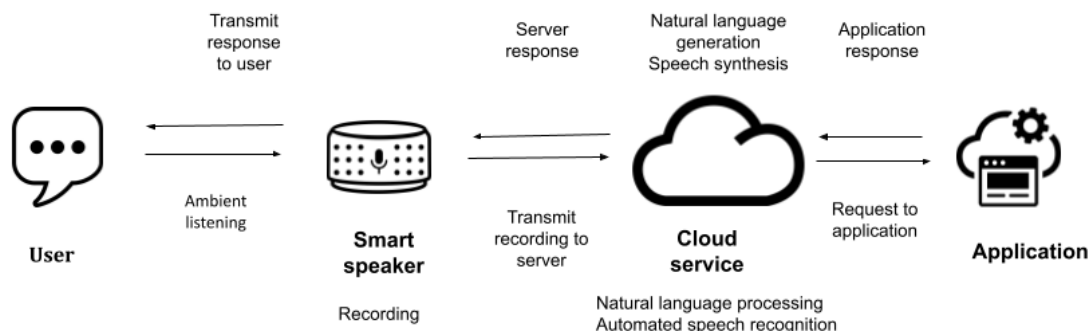 Transmit
response
to user
Server
response
Natural language
generation
Speech synthesis
Application
response
Ambient
listening
Transmit
recording to
server
Request to
application
User
Smart
speaker
Cloud
service
Application
Recording
Natural language processing
Automated speech recognition